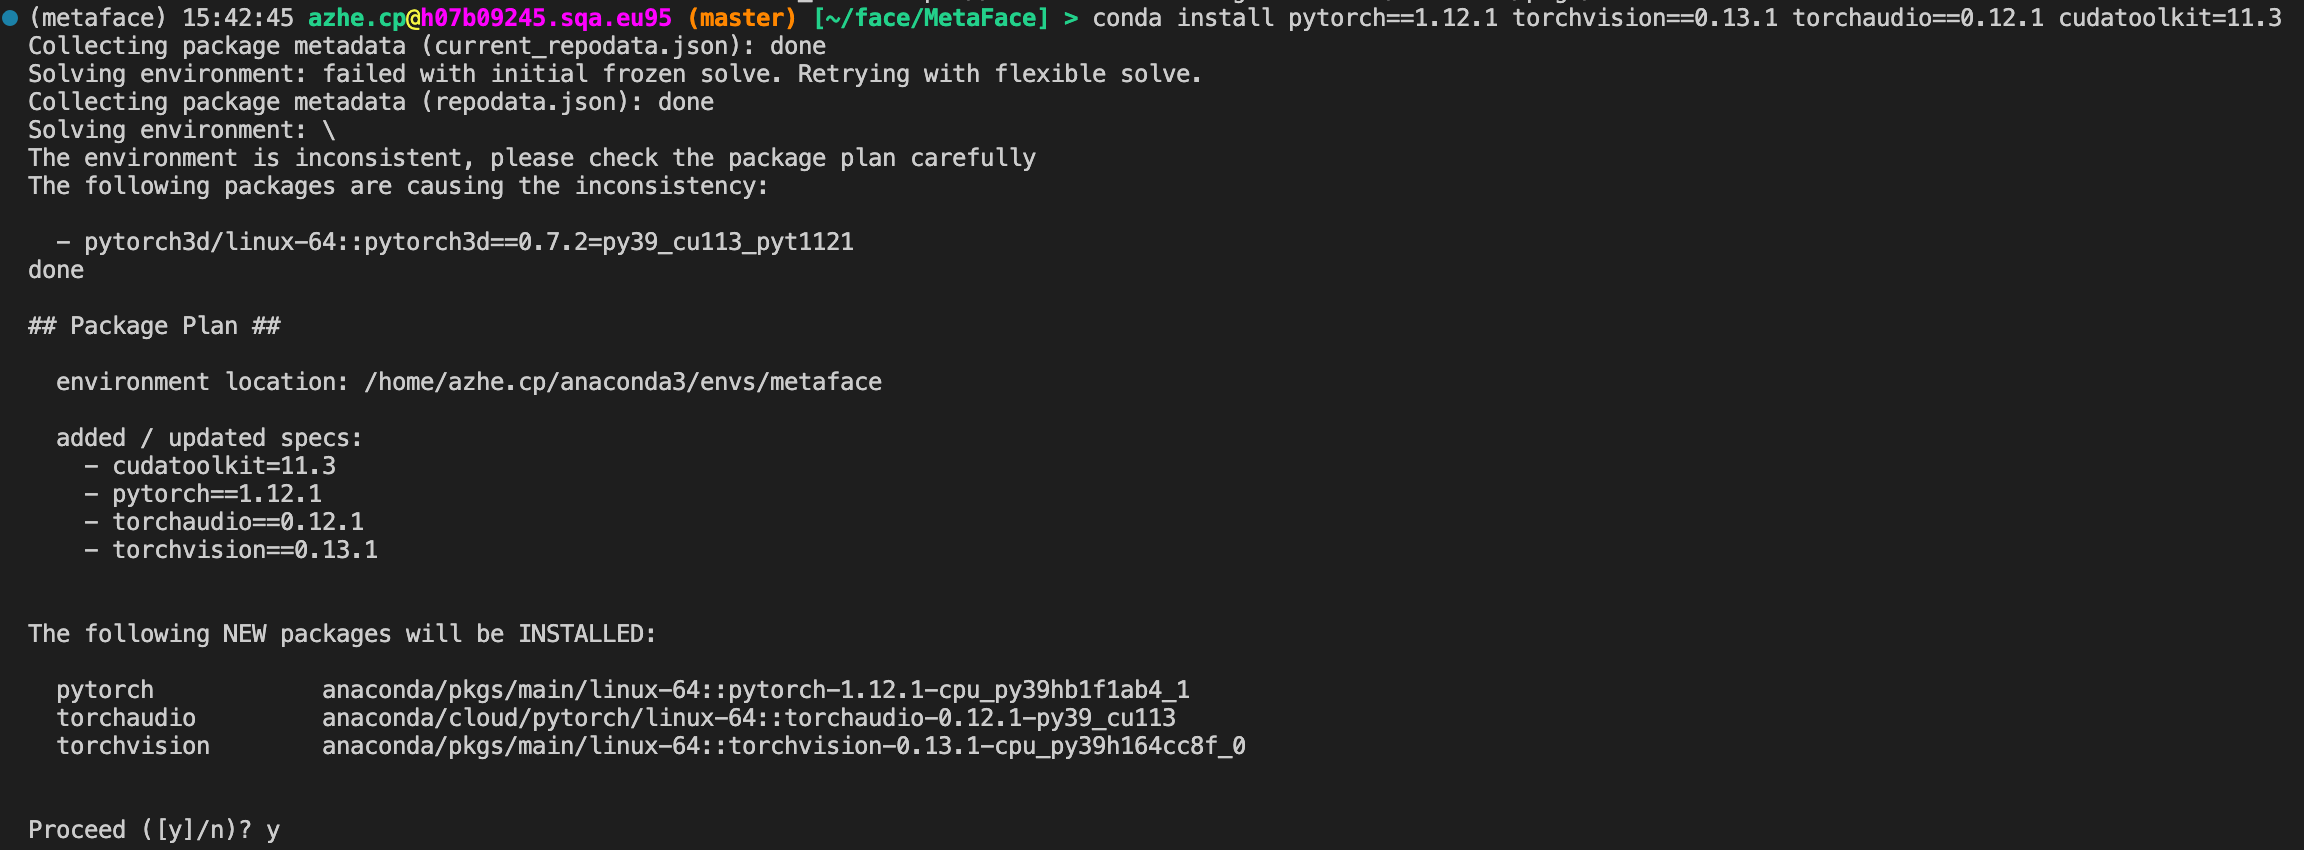 (metaface) 15:42:45 azhe.cp@h07b09245.sqa.eu95 (master) [~/face/MetaFace] > conda install pytorch==1.12.1 torchvision==0.13.1 torchaudio==0.12.1 cudatoolkit=11.3
Collecting package metadata (current_repodata.json): done
Solving environment: failed with initial frozen solve. Retrying with flexible solve.
Collecting package metadata (repodata.json): done
Solving environment: \
The environment is inconsistent, please check the package plan carefully
The following packages are causing the inconsistency:
- pytorch3d/linux-64::pytorch3d==0.7.2=py39_cu113_pyt1121
done
## Package Plan ##
environment location: /home/azhe.cp/anaconda3/envs/metaface
added / updated specs:
- cudatoolkit=11.3
- pytorch==1.12.1
- torchaudio==0.12.1
- torchvision==0.13.1
The following NEW packages will be INSTALLED:
pytorch anaconda/pkgs/main/linux-64::pytorch-1.12.1-cpu_py39hb1f1ab4_1
torchaudio anaconda/cloud/pytorch/linux-64::torchaudio-0.12.1-py39_cu113
torchvision anaconda/pkgs/main/linux-64::torchvision-0.13.1-cpu_py39h164cc8f_0
Proceed ([y]/n)? y